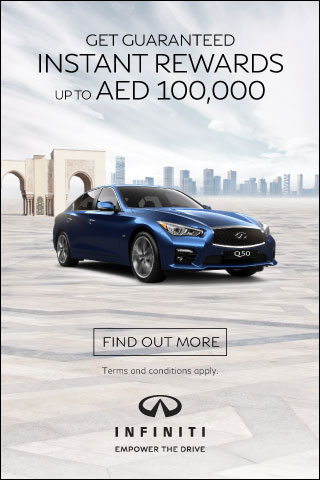 GET GUARANTEED
INSTANT REWARDS
UP TO AED 100,000
Q50
FIND OUT MORE
Terms and conditions apply.
INFINITI
EMPOWER THE DRIVE